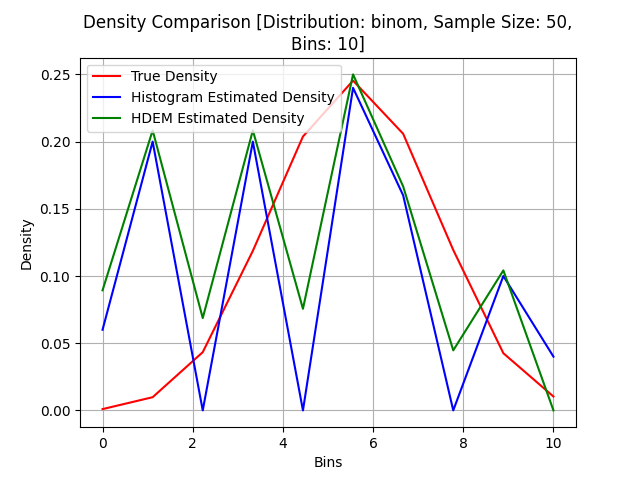 Density Comparison [Distribution: binom, Sample Size: 50,
Bins: 10]
True Density
Histogram Estimated Density
HDEM Estimated Density
Density
0.25
0.20
0.15
0.10
0.05
0.00
0 2 4 6 8 10
Bins